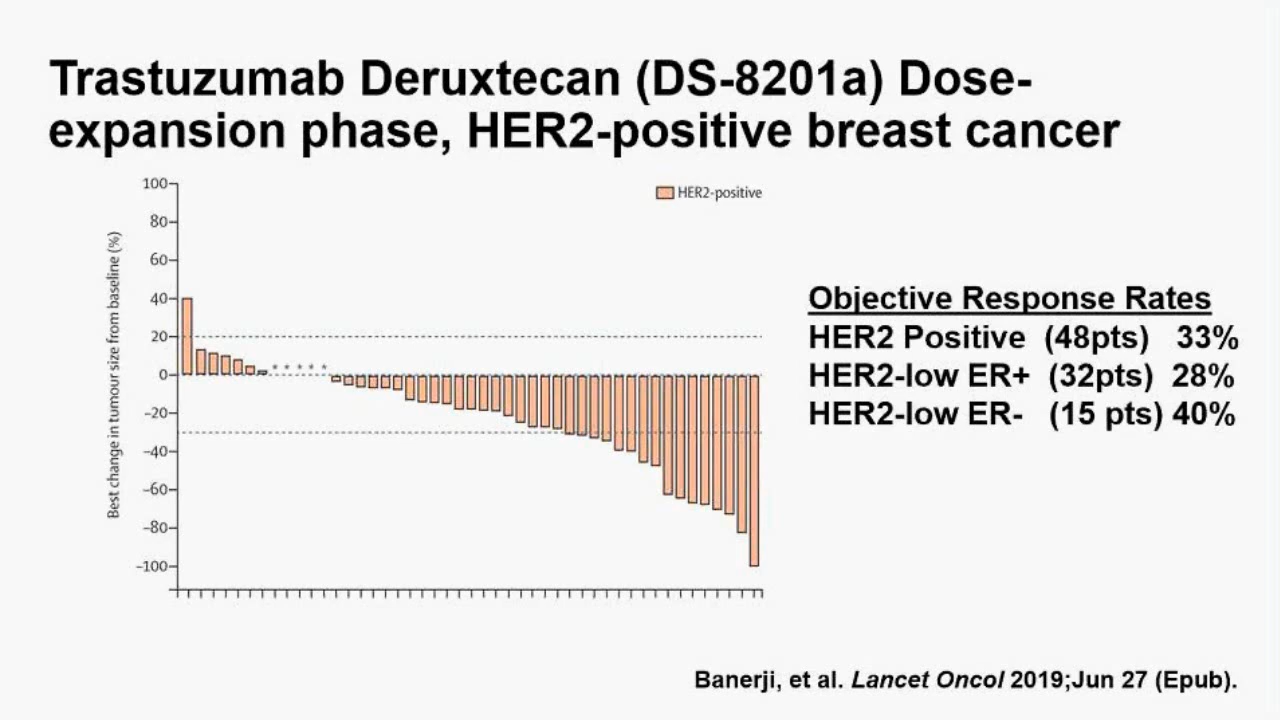 Trastuzumab Deruxtecan (DS-8201a) Dose-
expansion phase, HER2-positive breast cancer
HER2-positive
Best change in tumour size from baseline (%)
100
80
60
40
20
0
* * * * *
–20
–40
–60
–80
–100
Objective Response Rates
HER2 Positive (48pts) 33%
HER2-low ER+ (32pts) 28%
HER2-low ER- (15 pts) 40%
Banerji, et al. Lancet Oncol 2019;Jun 27 (Epub).